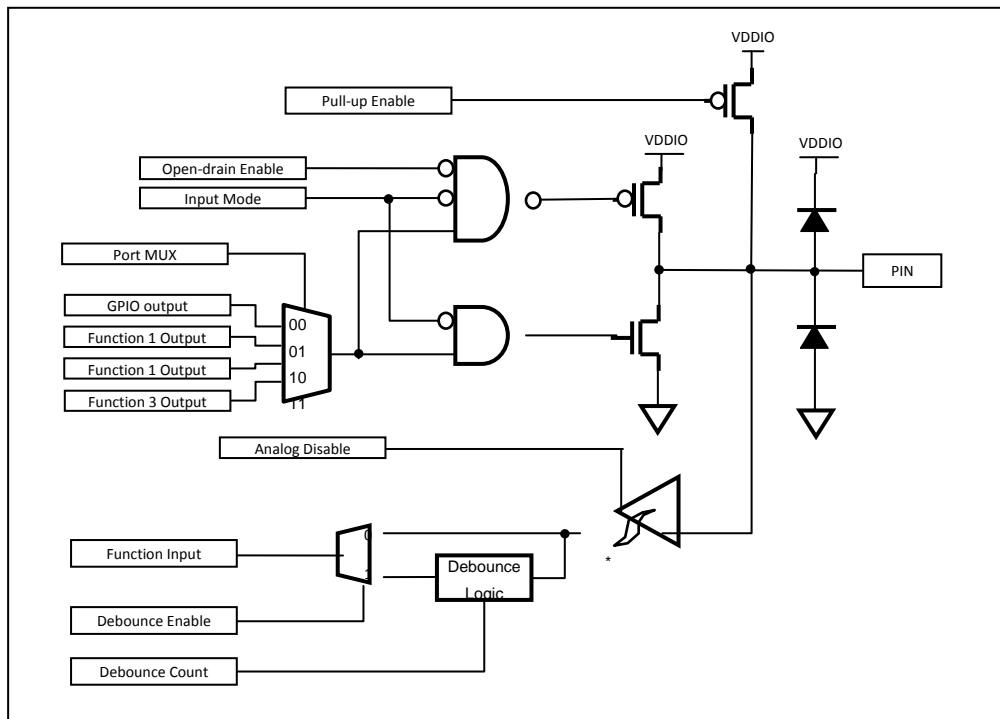 VDDIO
Pull-up Enable
VDDIO
VDDIO
Open-drain Enable
Input Mode
Port MUX
PIN
GPIO output
00
Function 1 Output
01
Function 1 Output
10
Function 3 Output
11
Analog Disable
0
Function Input
Debounce
Logic
*
1
Debounce Enable
Debounce Count